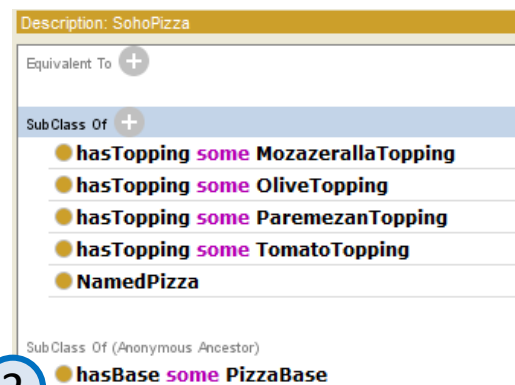 Description: SohoPizza
Equivalent To
SubClass Of
hasTopping some MozazerallaTopping
hasTopping some OliveTopping
hasTopping some ParemezanTopping
hasTopping some TomatoTopping
NamedPizza
SubClass Of (Anonymous Ancestor)
hasBase some PizzaBase